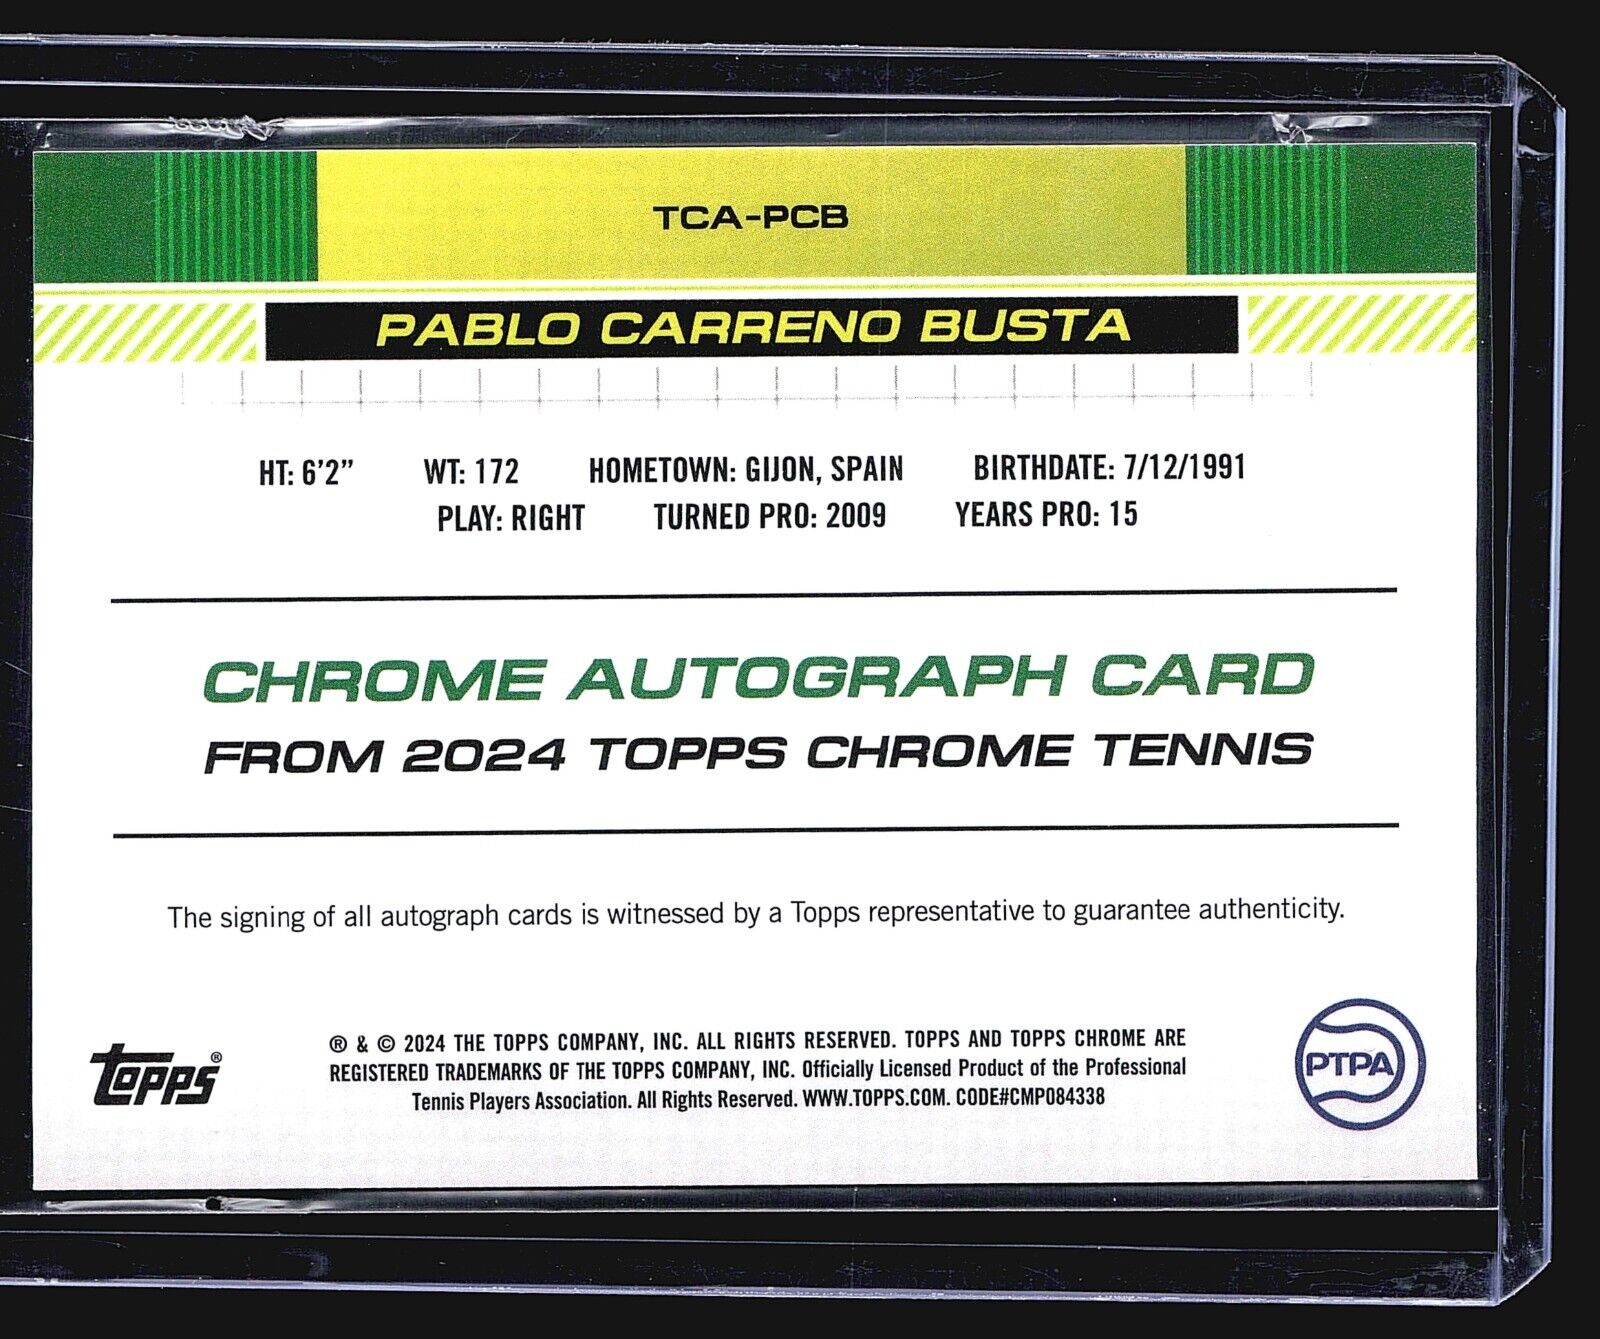 TCA-PCB
PABLO CARRENO BUSTA
HT: 6'2" WT: 172 HOMETOWN: GIJON, SPAIN BIRTHDATE: 7/12/1991
PLAY: RIGHT TURNED PRO: 2009 YEARS PRO: 15
CHROME AUTOGRAPH CARD
FROM 2024 TOPPS CHROME TENNIS
The signing of all autograph cards is witnessed by a Topps representative to guarantee authenticity.
® & © 2024 THE TOPPS COMPANY, INC. ALL RIGHTS RESERVED. TOPPS AND TOPPS CHROME ARE
REGISTERED TRADEMARKS OF THE TOPPS COMPANY, INC. Officially Licensed Product of the Professional
Tennis Players Association. All Rights Reserved. WWW.TOPPS.COM. CODE#CMP084338
topps®
PTPA